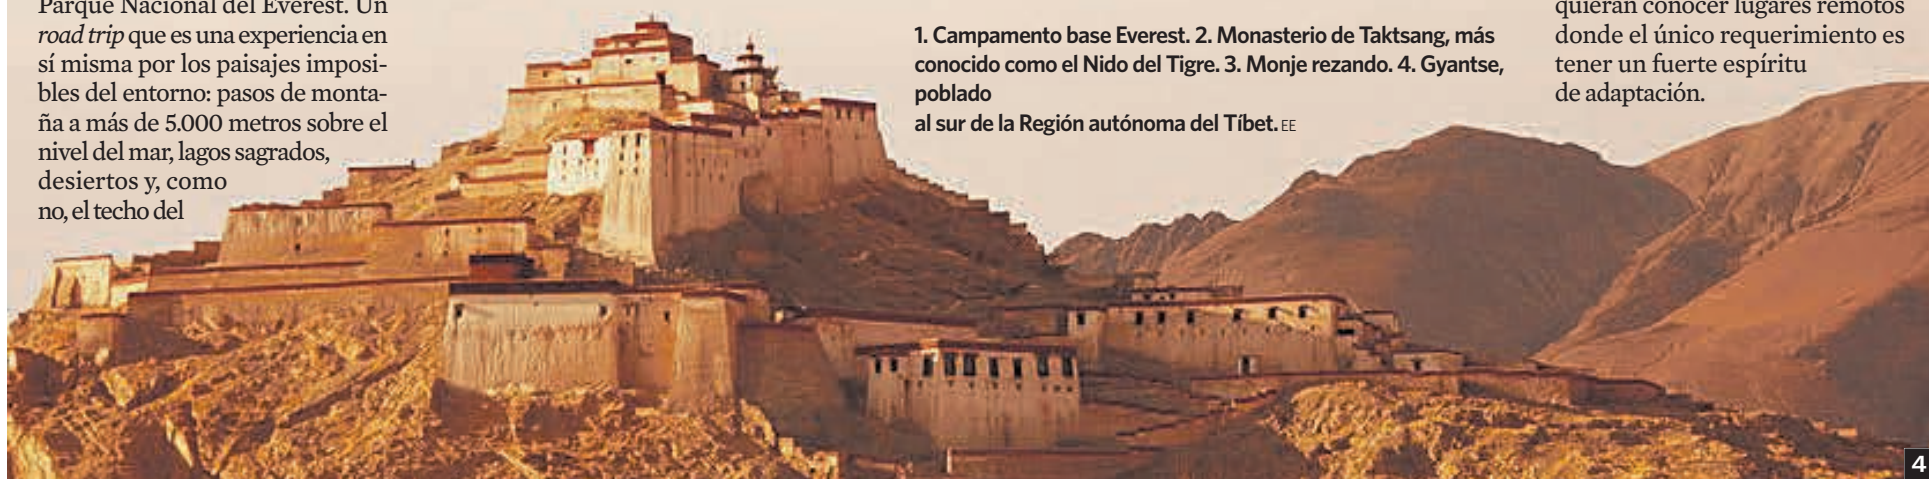 Parque Nacional del Everest. Un
road trip que es una experiencia en
sí misma por los paisajes imposi-
bles del entorno: pasos de monta-
ña a más de 5.000 metros sobre el
nivel del mar, lagos sagrados,
desiertos y, como
no, el techo del
1. Campamento base Everest. 2. Monasterio de Taktsang, más
conocido como el Nido del Tigre. 3. Monje rezando. 4. Gyantse,
poblado
al sur de la Región autónoma del Tíbet. EE
quieran conocer lugares remotos
donde el único requerimiento es
tener un fuerte espíritu
de adaptación.
4